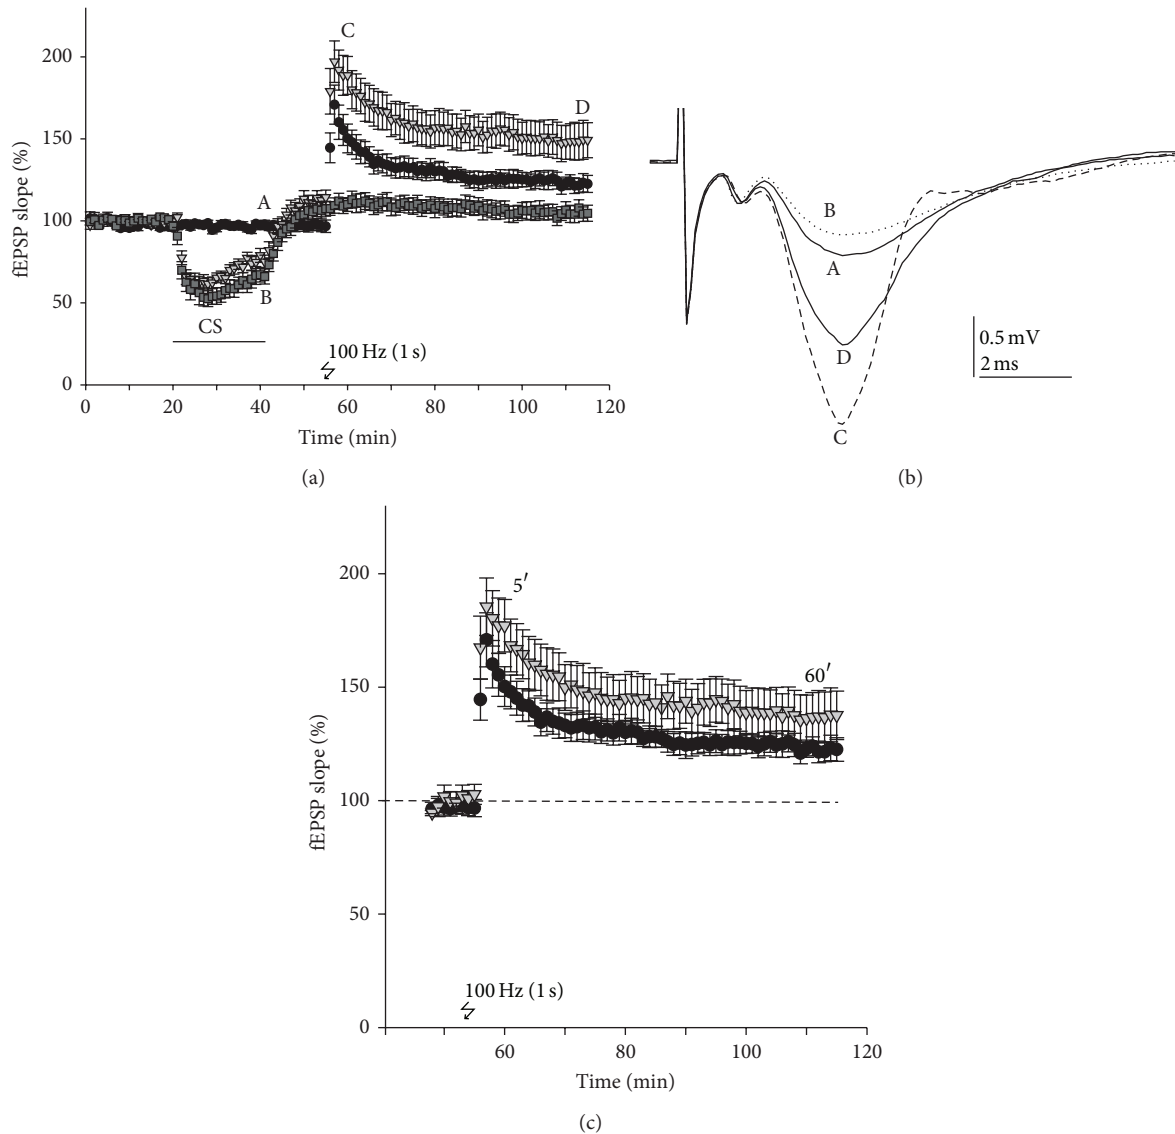 200
150
100
50
0
fEPSP slope (%)
C
D
A
B
CS
100 Hz (1 s)
0 20 40 60 80 100 120
Time (min)
(a)
B
A
D
C
0.5 mV
2 ms
(b)
200
150
100
50
0
fEPSP slope (%)
5′
60′
100 Hz (1 s)
60 80 100 120
Time (min)
(c)